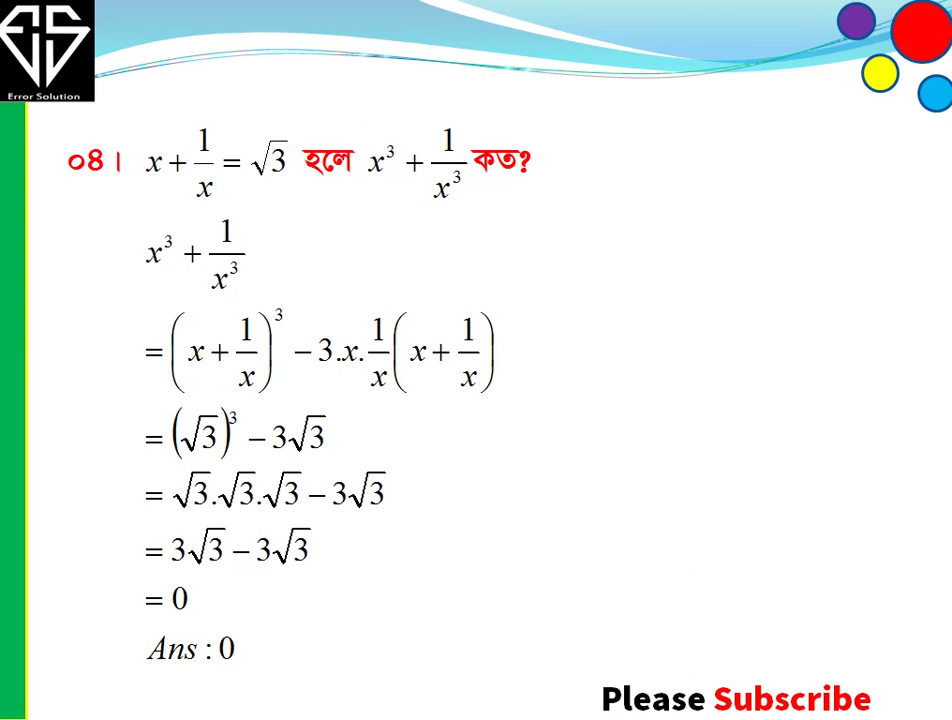 Error Solution
০৪। x + 1/x = √3 হলে x³ + 1/x³ কত?
x³ + 1/x³
= (x + 1/x)³ − 3.x.1/x(x + 1/x)
= (√3)³ − 3√3
= √3.√3.√3 − 3√3
= 3√3 − 3√3
= 0
Ans : 0
Please Subscribe